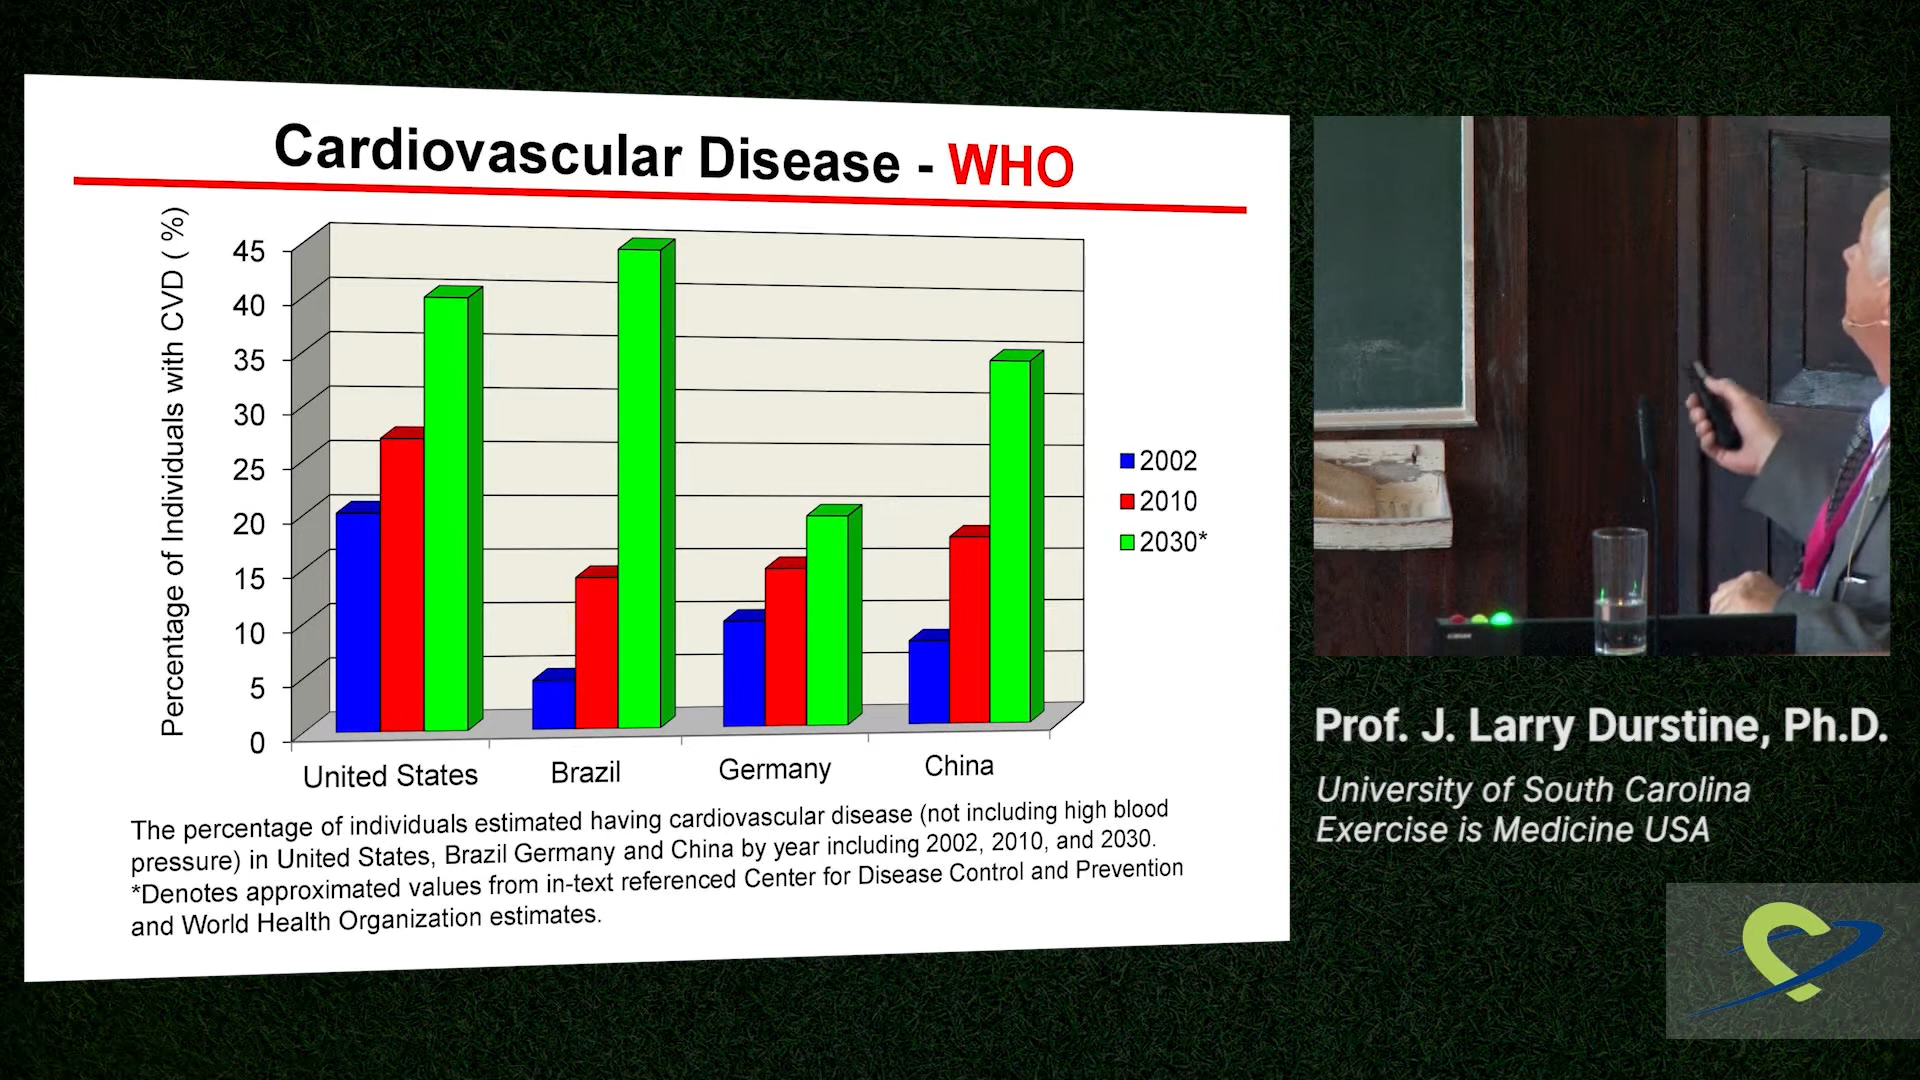 Cardiovascular Disease - WHO
Percentage of Individuals with CVD ( %)
45
40
35
30
25
20
15
10
5
0
United States
Brazil
Germany
China
2002
2010
2030*
The percentage of individuals estimated having cardiovascular disease (not including high blood
pressure) in United States, Brazil Germany and China by year including 2002, 2010, and 2030.
*Denotes approximated values from in-text referenced Center for Disease Control and Prevention
and World Health Organization estimates.
Prof. J. Larry Durstine, Ph.D.
University of South Carolina
Exercise is Medicine USA